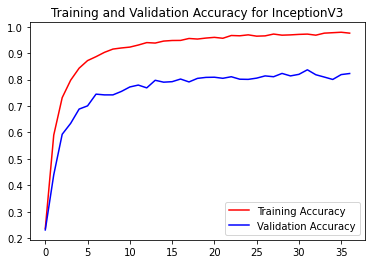 Training and Validation Accuracy for InceptionV3
1.0
0.9
0.8
0.7
0.6
0.5
0.4
0.3
0.2
Training Accuracy
Validation Accuracy
0 5 10 15 20 25 30 35